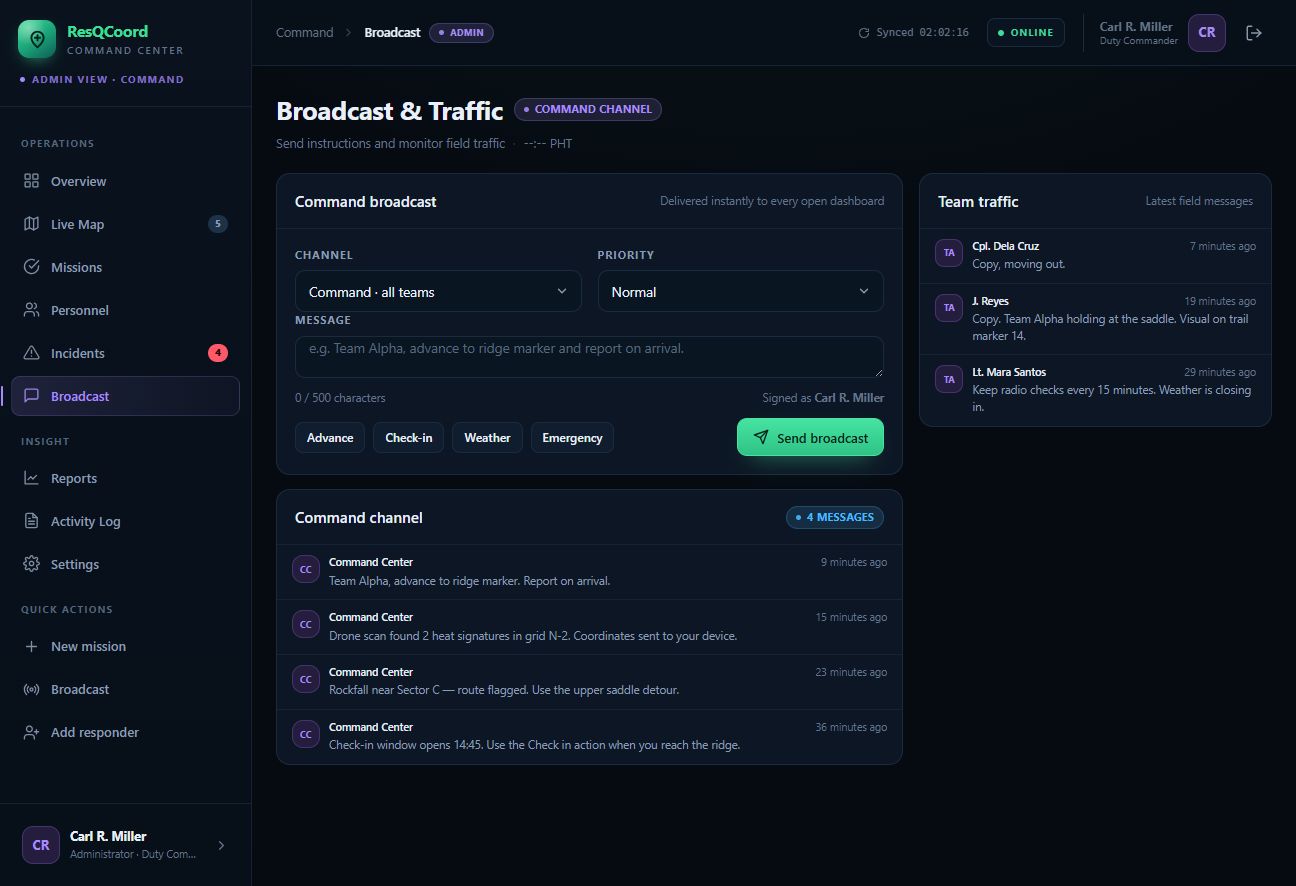 ResQCoord
COMMAND CENTER
ADMIN VIEW · COMMAND
OPERATIONS
Overview
Live Map 5
Missions
Personnel
Incidents 4
Broadcast
INSIGHT
Reports
Activity Log
Settings
QUICK ACTIONS
New mission
Broadcast
Add responder
CR
Carl R. Miller
Administrator · Duty Com...
Command > Broadcast ADMIN
Synced 02:02:16
ONLINE
Carl R. Miller
Duty Commander
CR
Broadcast & Traffic COMMAND CHANNEL
Send instructions and monitor field traffic · --:-- PHT
Command broadcast Delivered instantly to every open dashboard
CHANNEL PRIORITY
Command · all teams Normal
MESSAGE
e.g. Team Alpha, advance to ridge marker and report on arrival.
0 / 500 characters Signed as Carl R. Miller
Advance Check-in Weather Emergency Send broadcast
Command channel 4 MESSAGES
CC Command Center 9 minutes ago
Team Alpha, advance to ridge marker. Report on arrival.
CC Command Center 15 minutes ago
Drone scan found 2 heat signatures in grid N-2. Coordinates sent to your device.
CC Command Center 23 minutes ago
Rockfall near Sector C — route flagged. Use the upper saddle detour.
CC Command Center 36 minutes ago
Check-in window opens 14:45. Use the Check in action when you reach the ridge.
Team traffic Latest field messages
TA Cpl. Dela Cruz 7 minutes ago
Copy, moving out.
TA J. Reyes 19 minutes ago
Copy. Team Alpha holding at the saddle. Visual on trail
marker 14.
TA Lt. Mara Santos 29 minutes ago
Keep radio checks every 15 minutes. Weather is closing
in.